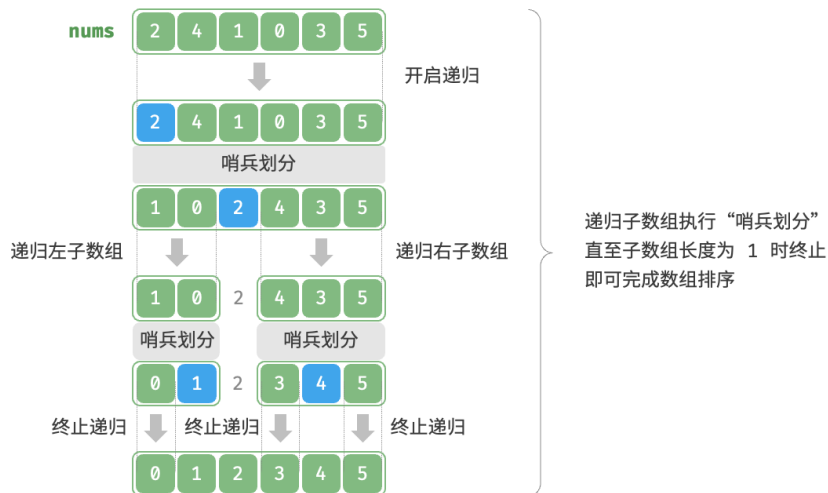 nums 2 4 1 0 3 5
开启递归
2 4 1 0 3 5
哨兵划分
1 0 2 4 3 5
递归左子数组
递归右子数组
1 0 2 4 3 5
哨兵划分 哨兵划分
0 1 2 3 4 5
终止递归 终止递归 终止递归
0 1 2 3 4 5
递归子数组执行“哨兵划分”
直至子数组长度为 1 时终止
即可完成数组排序